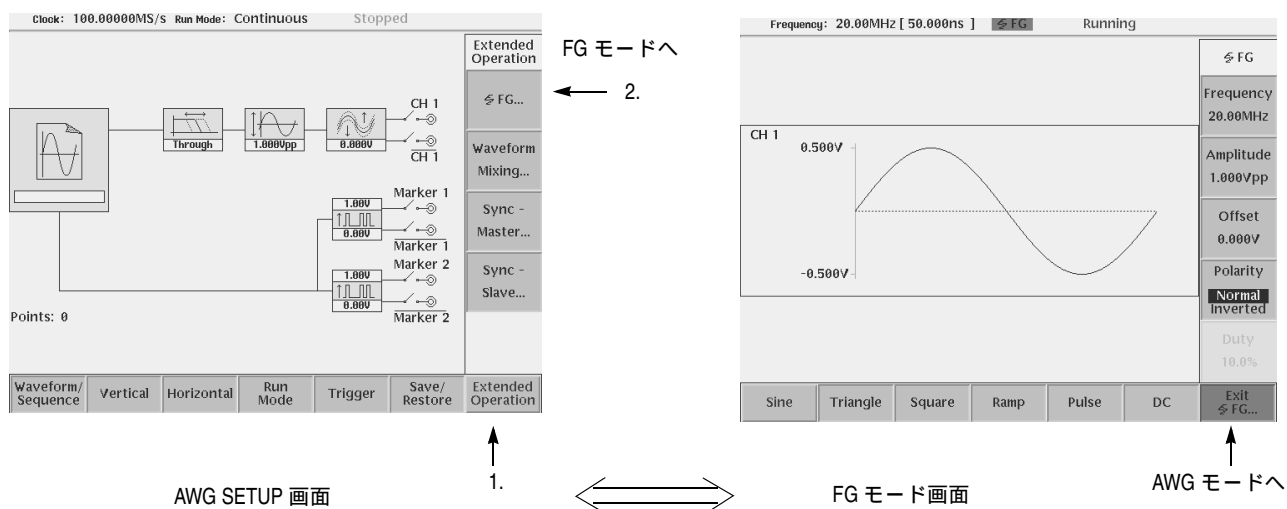 Clock: 100.00000MS/s Run Mode: Continuous Stopped
Extended
Operation
FG...
Waveform
Mixing...
Sync -
Master...
Sync -
Slave...
Through
1.000Vpp
0.000V
CH 1
CH 1
Marker 1
1.00V
0.00V
Marker 1
Marker 2
1.00V
0.00V
Marker 2
Points: 0
Waveform/
Sequence
Vertical
Horizontal
Run
Mode
Trigger
Save/
Restore
Extended
Operation
1.
AWG SETUP 画面
FG モードへ
2.
Frequency: 20.00MHz [ 50.000ns ] FG Running
CH 1
0.500V
-0.500V
FG
Frequency
20.00MHz
Amplitude
1.000Vpp
Offset
0.000V
Polarity
Normal
Inverted
Duty
10.0%
Sine
Triangle
Square
Ramp
Pulse
DC
Exit
FG...
FG モード画面
AWG モードへ